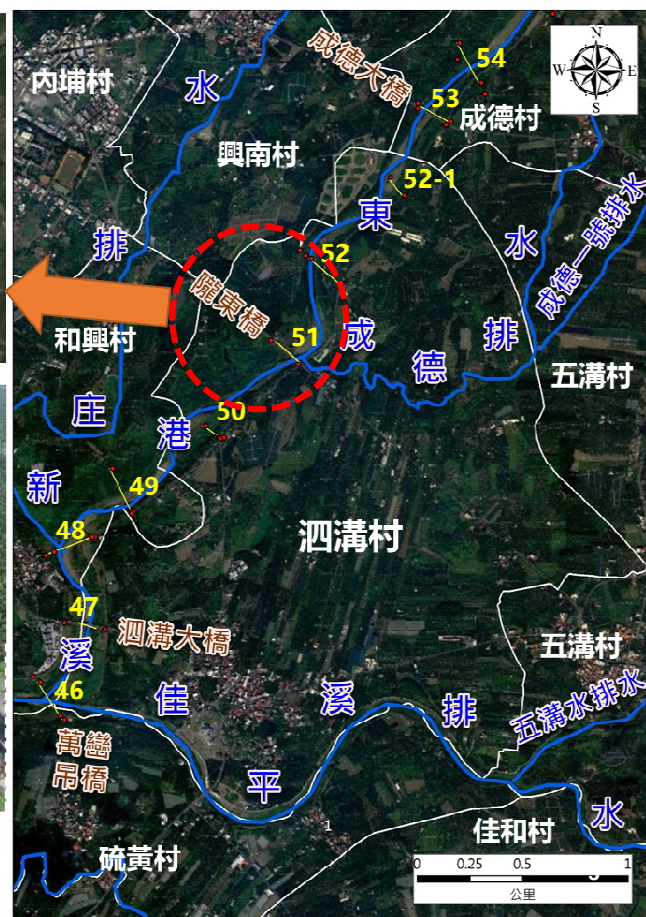 N
W E
S
內埔村
水
成德大橋
54
53
成德村
興南村
52-1
東
水
成德一號排水
排
52
隴東橋
51
成
排
和興村
德
五溝村
庄
50
港
新
49
泗溝村
48
47
泗溝大橋
五溝村
溪
46
佳
溪
排
五溝水排水
萬巒
吊橋
平
1
佳和村
水
硫黃村
0 0.25 0.5 1
公里